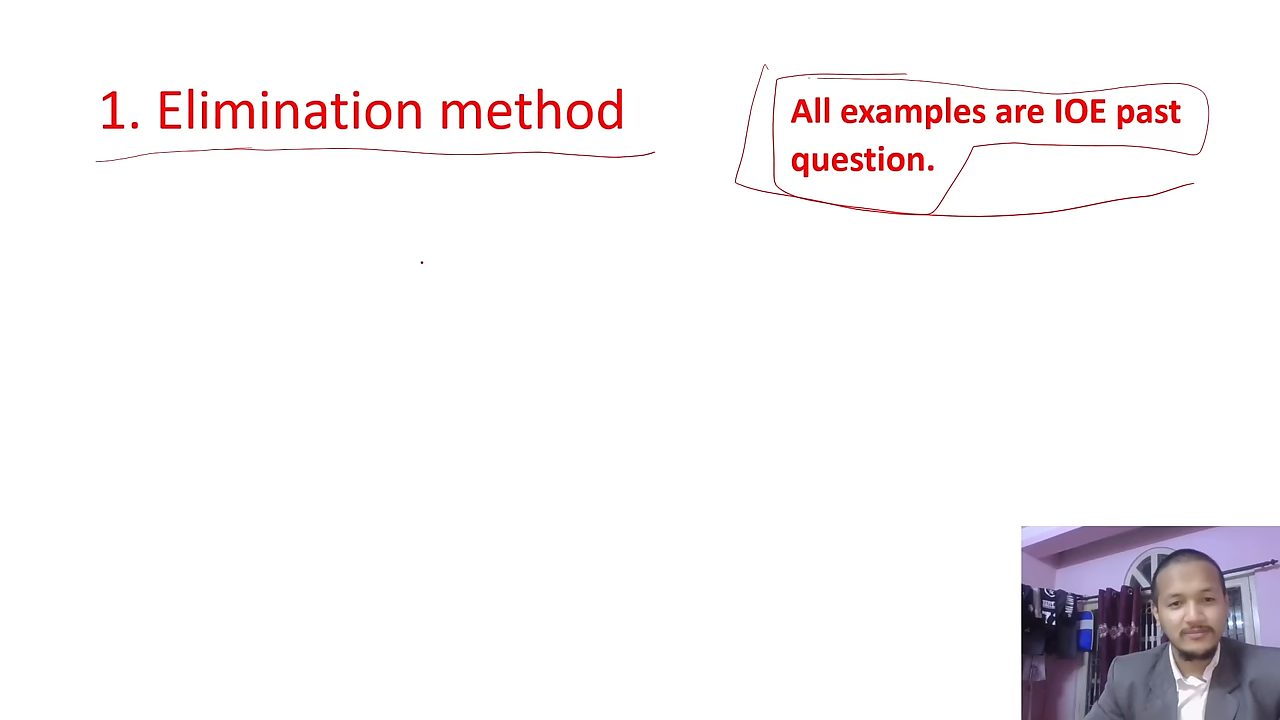 1. Elimination method
All examples are IOE past
question.